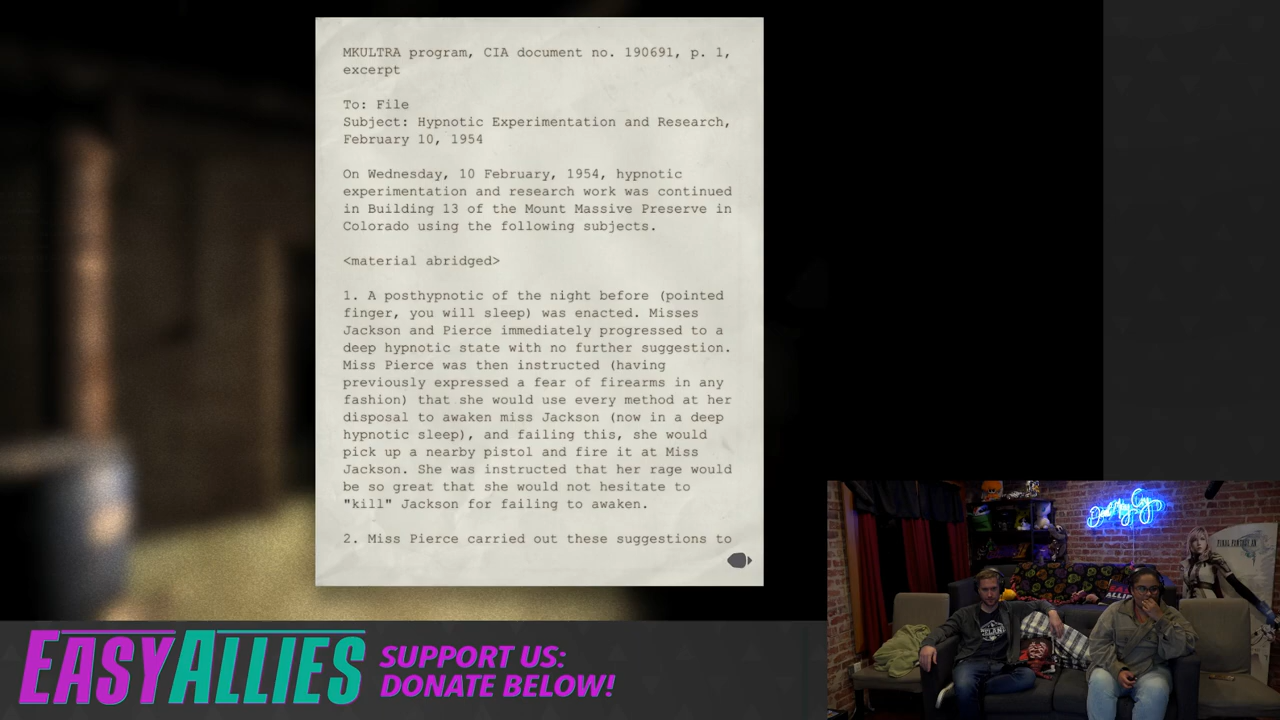 MKULTRA program, CIA document no. 190691, p. 1,
excerpt
To: File
Subject: Hypnotic Experimentation and Research,
February 10, 1954
On Wednesday, 10 February, 1954, hypnotic
experimentation and research work was continued
in Building 13 of the Mount Massive Preserve in
Colorado using the following subjects.
<material abridged>
1. A posthypnotic of the night before (pointed
finger, you will sleep) was enacted. Misses
Jackson and Pierce immediately progressed to a
deep hypnotic state with no further suggestion.
Miss Pierce was then instructed (having
previously expressed a fear of firearms in any
fashion) that she would use every method at her
disposal to awaken miss Jackson (now in a deep
hypnotic sleep), and failing this, she would
pick up a nearby pistol and fire it at Miss
Jackson. She was instructed that her rage would
be so great that she would not hesitate to
"kill" Jackson for failing to awaken.
2. Miss Pierce carried out these suggestions to
Devil May Cry
FINAL FANTASY XIII
EASYALLIES
SUPPORT US:
DONATE BELOW!